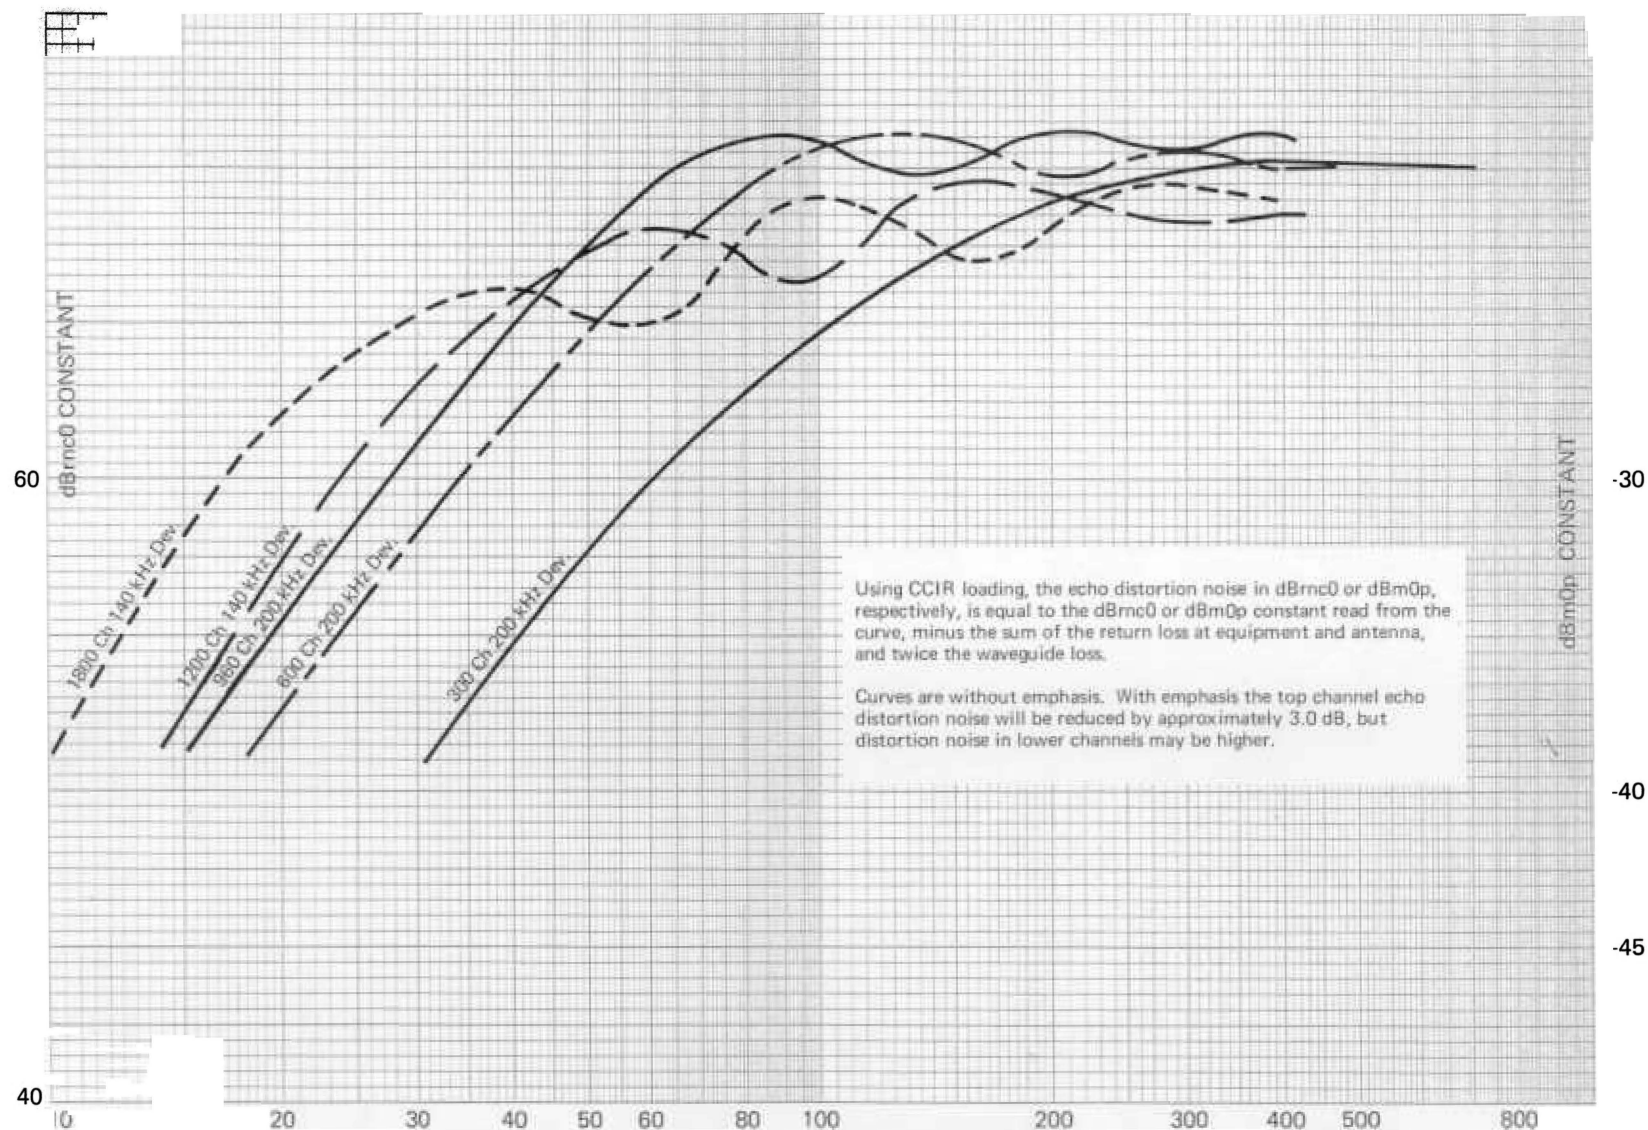 dBrnc0 CONSTANT
60
40
1800 Ch 140 kHz Dev.
1200 Ch 140 kHz Dev.
960 Ch 200 kHz Dev.
600 Ch 200 kHz Dev.
300 Ch 200 kHz Dev.
Using CCIR loading, the echo distortion noise in dBrnc0 or dBm0p,
respectively, is equal to the dBrnc0 or dBm0p constant read from the
curve, minus the sum of the return loss at equipment and antenna,
and twice the waveguide loss.
Curves are without emphasis. With emphasis the top channel echo
distortion noise will be reduced by approximately 3.0 dB, but
distortion noise in lower channels may be higher.
dBm0p CONSTANT
-30
-40
-45
10 20 30 40 50 60 80 100 200 300 400 500 800